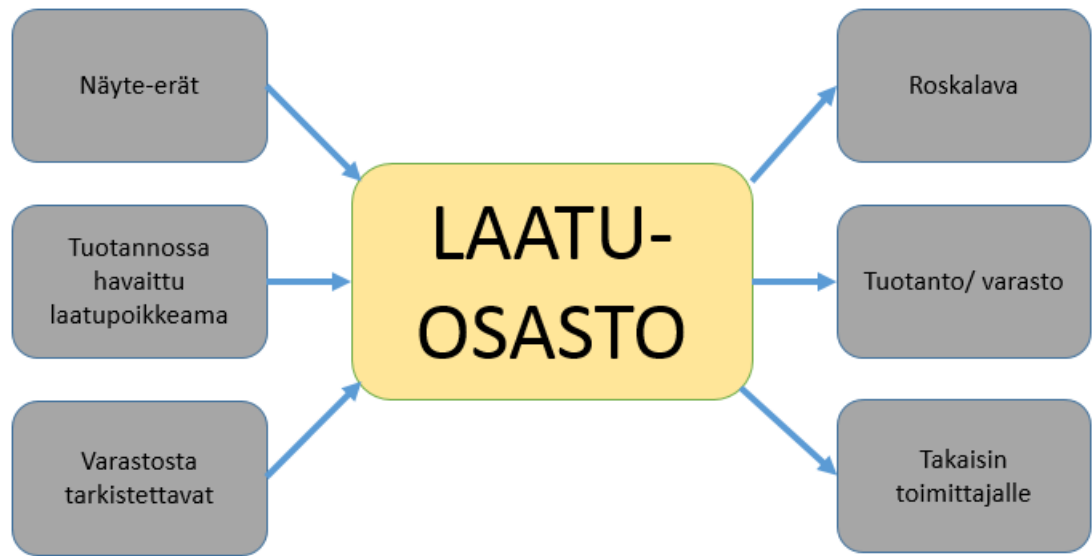 Näyte-erät
Tuotannossa
havaittu
laatupoikkeama
Varastosta
tarkistettavat
LAATU-
OSASTO
Roskalava
Tuotanto/ varasto
Takaisin
toimittajalle